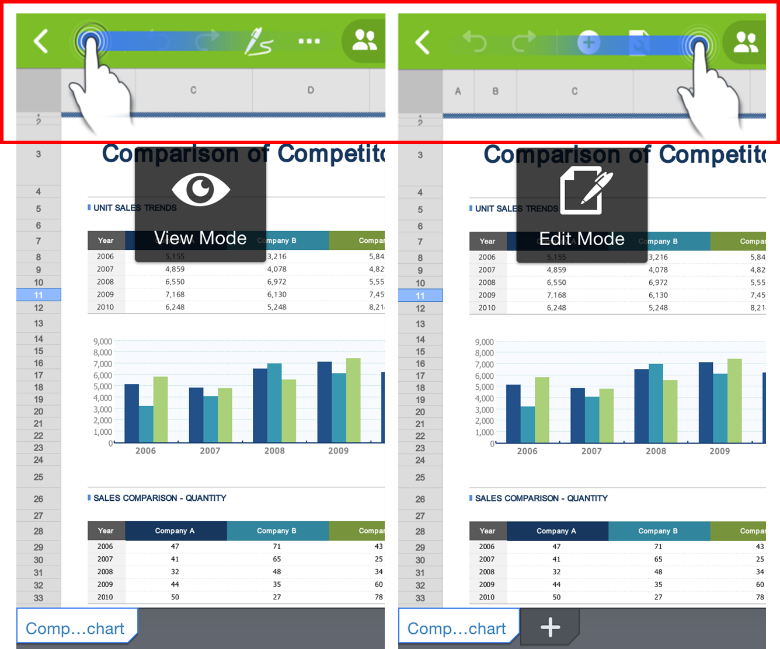 C D
2
3 Comparison of Competito
4
5 UNIT SALES TRENDS
6
View Mode
7 Year Company B Compar
8 2006 5,155 3,216 5,84
9 2007 4,859 4,078 4,82
10 2008 6,550 6,972 5,55
11 2009 7,168 6,130 7,45
12 2010 6,248 5,248 8,21
13
14 9,000
15 8,000
16 7,000
17 6,000
18 5,000
19 4,000
20 3,000
21 2,000
22 1,000
23 0
2006 2007 2008 2009
24
25
26 SALES COMPARISON - QUANTITY
27
28 Year Company A Company B Compar
29 2006 47 71 43
30 2007 41 65 25
31 2008 32 48 34
32 2009 44 35 60
33 2010 50 27 78
Comp...chart
A B C
2
3 Comparison of Competito
4
5 UNIT SALES TRENDS
6
Edit Mode
7 Year Company B Compa
8 2006 5,155 3,216 5,84
9 2007 4,859 4,078 4,82
10 2008 6,550 6,972 5,55
11 2009 7,168 6,130 7,45
12 2010 6,248 5,248 8,21
13
14 9,000
15 8,000
16 7,000
17 6,000
18 5,000
19 4,000
20 3,000
21 2,000
22 1,000
23 0
2006 2007 2008 2009
24
25
26 SALES COMPARISON - QUANTITY
27
28 Year Company A Company B Compa
29 2006 47 71 43
30 2007 41 65 25
31 2008 32 48 34
32 2009 44 35 60
33 2010 50 27 78
Comp...chart +